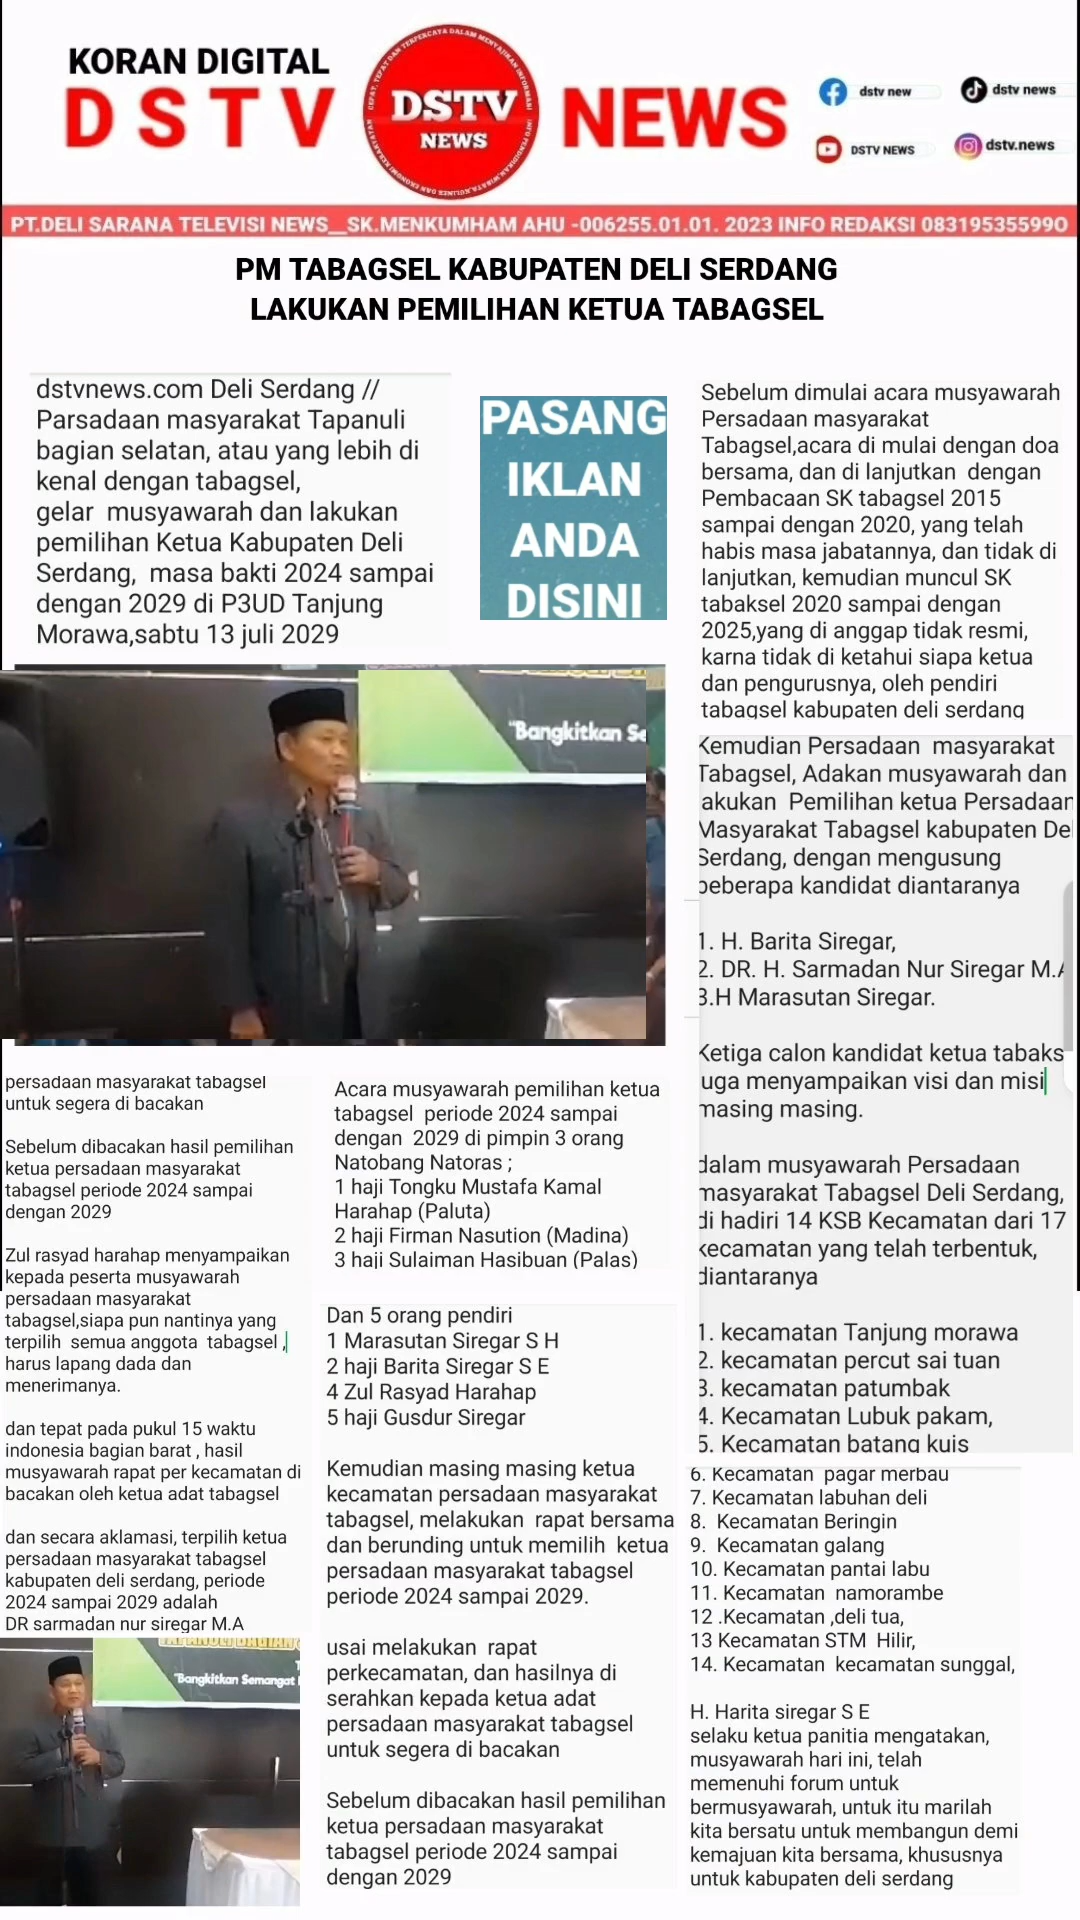 KORAN DIGITAL
DSTV
CEPAT, TEPAT DAN TERPERCAYA DALAM MENYAJIKAN INFORMASI
DSTV
NEWS
NEWS
dstv new
dstv news
DSTV NEWS
dstv.news
PT.DELI SARANA TELEVISI NEWS__SK.MENKUMHAM AHU -006255.01.01. 2023 INFO REDAKSI 083195355990
PM TABAGSEL KABUPATEN DELI SERDANG
LAKUKAN PEMILIHAN KETUA TABAGSEL
dstvnews.com Deli Serdang //
Parsadaan masyarakat Tapanuli
bagian selatan, atau yang lebih di
kenal dengan tabagsel,
gelar musyawarah dan lakukan
pemilihan Ketua Kabupaten Deli
Serdang, masa bakti 2024 sampai
dengan 2029 di P3UD Tanjung
Morawa,sabtu 13 juli 2029
PASANG
IKLAN
ANDA
DISINI
Sebelum dimulai acara musyawarah
Persadaan masyarakat
Tabagsel,acara di mulai dengan doa
bersama, dan di lanjutkan dengan
Pembacaan SK tabagsel 2015
sampai dengan 2020, yang telah
habis masa jabatannya, dan tidak di
lanjutkan, kemudian muncul SK
tabaksel 2020 sampai dengan
2025,yang di anggap tidak resmi,
karna tidak di ketahui siapa ketua
dan pengurusnya, oleh pendiri
tabagsel kabupaten deli serdang
"Bangkitkan Se
Kemudian Persadaan masyarakat
Tabagsel, Adakan musyawarah dan
lakukan Pemilihan ketua Persadaan
Masyarakat Tabagsel kabupaten Del
Serdang, dengan mengusung
beberapa kandidat diantaranya
1. H. Barita Siregar,
2. DR. H. Sarmadan Nur Siregar M.A
3.H Marasutan Siregar.
Ketiga calon kandidat ketua tabaks
juga menyampaikan visi dan misi
masing masing.
dalam musyawarah Persadaan
masyarakat Tabagsel Deli Serdang,
di hadiri 14 KSB Kecamatan dari 17
kecamatan yang telah terbentuk,
diantaranya
1. kecamatan Tanjung morawa
2. kecamatan percut sai tuan
3. kecamatan patumbak
4. Kecamatan Lubuk pakam,
5. Kecamatan batang kuis
6. Kecamatan pagar merbau
7. Kecamatan labuhan deli
8. Kecamatan Beringin
9. Kecamatan galang
10. Kecamatan pantai labu
11. Kecamatan namorambe
12 .Kecamatan ,deli tua,
13 Kecamatan STM Hilir,
14. Kecamatan kecamatan sunggal,
H. Harita siregar S E
selaku ketua panitia mengatakan,
musyawarah hari ini, telah
memenuhi forum untuk
bermusyawarah, untuk itu marilah
kita bersatu untuk membangun demi
kemajuan kita bersama, khususnya
untuk kabupaten deli serdang
Acara musyawarah pemilihan ketua
tabagsel periode 2024 sampai
dengan 2029 di pimpin 3 orang
Natobang Natoras ;
1 haji Tongku Mustafa Kamal
Harahap (Paluta)
2 haji Firman Nasution (Madina)
3 haji Sulaiman Hasibuan (Palas)
Dan 5 orang pendiri
1 Marasutan Siregar S H
2 haji Barita Siregar S E
4 Zul Rasyad Harahap
5 haji Gusdur Siregar
Kemudian masing masing ketua
kecamatan persadaan masyarakat
tabagsel, melakukan rapat bersama
dan berunding untuk memilih ketua
persadaan masyarakat tabagsel
periode 2024 sampai 2029.
usai melakukan rapat
perkecamatan, dan hasilnya di
serahkan kepada ketua adat
persadaan masyarakat tabagsel
untuk segera di bacakan
Sebelum dibacakan hasil pemilihan
ketua persadaan masyarakat
tabagsel periode 2024 sampai
dengan 2029
persadaan masyarakat tabagsel
untuk segera di bacakan
Sebelum dibacakan hasil pemilihan
ketua persadaan masyarakat
tabagsel periode 2024 sampai
dengan 2029
Zul rasyad harahap menyampaikan
kepada peserta musyawarah
persadaan masyarakat
tabagsel,siapa pun nantinya yang
terpilih semua anggota tabagsel ,
harus lapang dada dan
menerimanya.
dan tepat pada pukul 15 waktu
indonesia bagian barat , hasil
musyawarah rapat per kecamatan di
bacakan oleh ketua adat tabagsel
dan secara aklamasi, terpilih ketua
persadaan masyarakat tabagsel
kabupaten deli serdang, periode
2024 sampai 2029 adalah
DR sarmadan nur siregar M.A
TAPANULI BAGIAN
"Bangkitkan Semangat